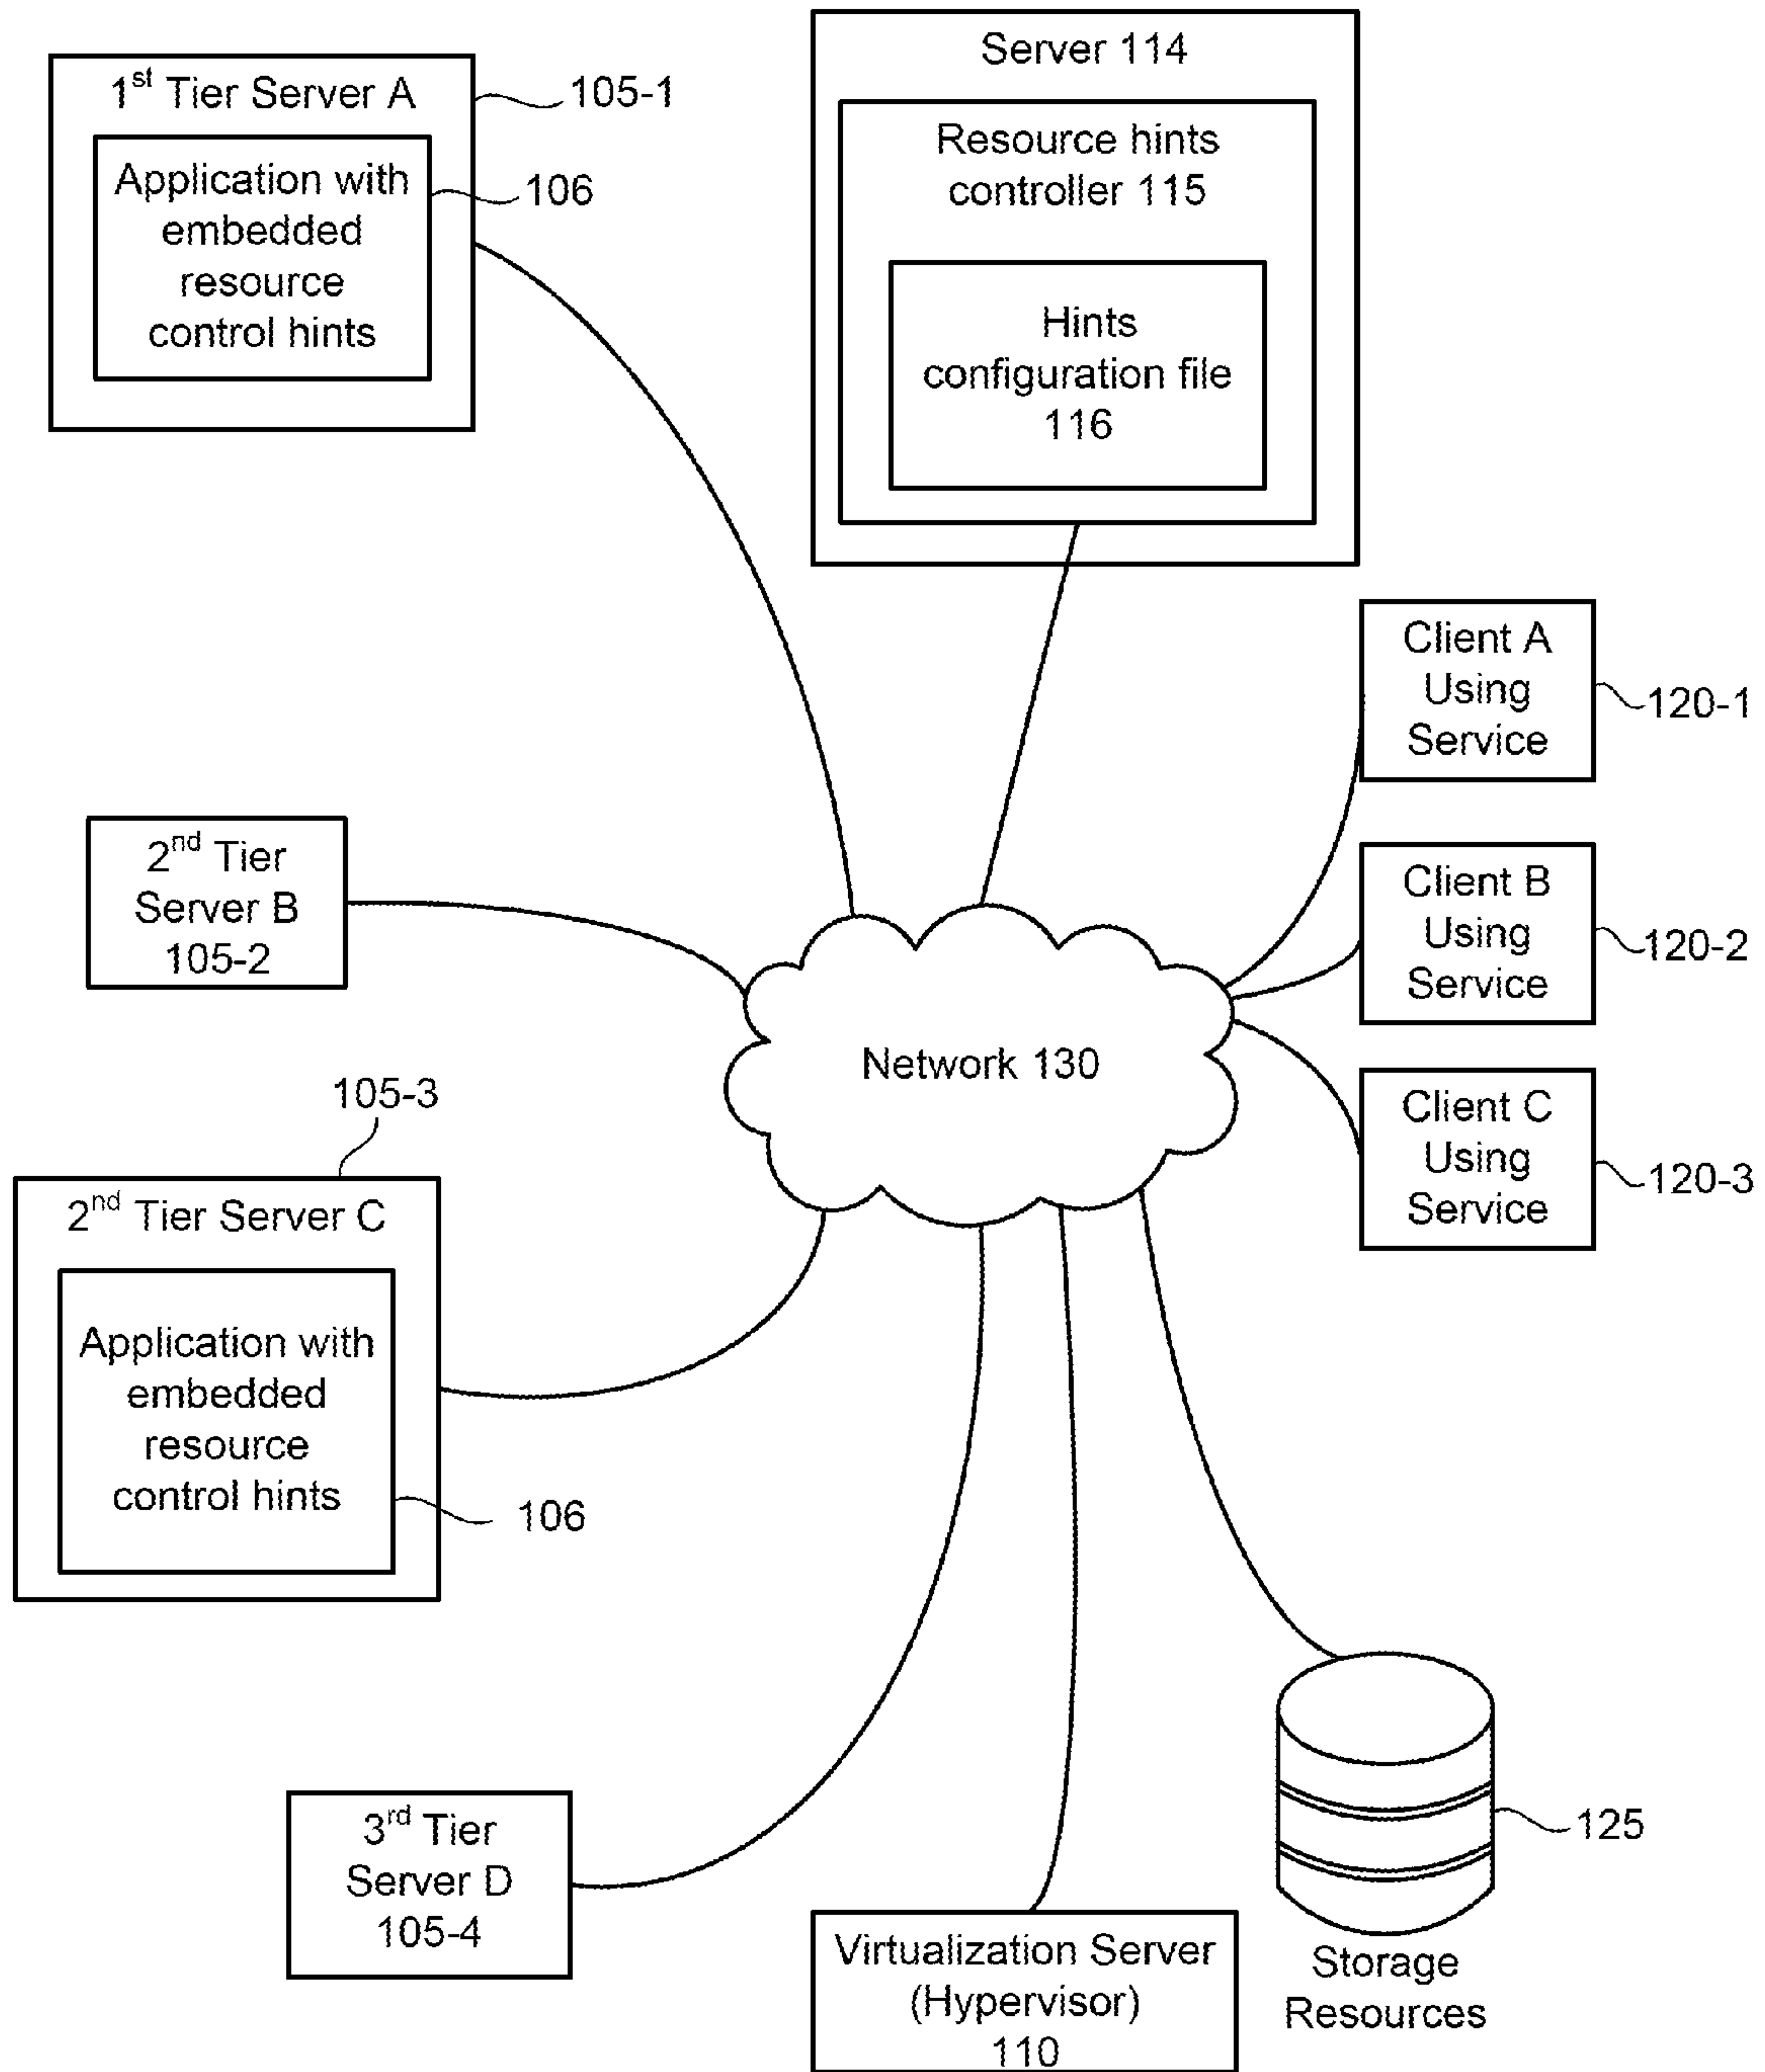 1st Tier Server A
105-1
Application with
embedded
resource
control hints
106
Server 114
Resource hints
controller 115
Hints
configuration file
116
Client A
Using
Service
120-1
2nd Tier
Server B
105-2
Client B
Using
Service
120-2
Network 130
Client C
Using
Service
120-3
105-3
2nd Tier Server C
Application with
embedded
resource
control hints
106
3rd Tier
Server D
105-4
Virtualization Server
(Hypervisor)
110
125
Storage
Resources